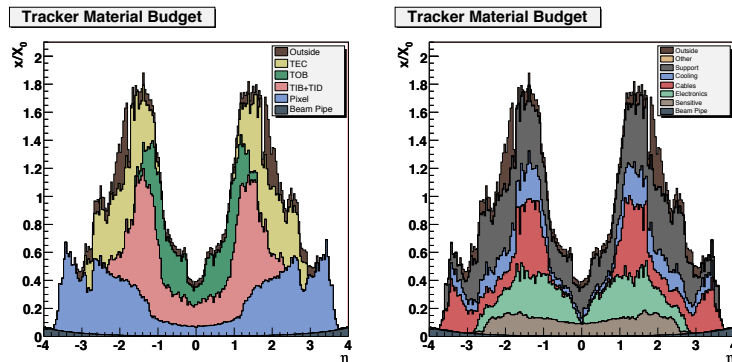 Tracker Material Budget
x/X0
2
1.8
1.6
1.4
1.2
1
0.8
0.6
0.4
0.2
0
-4 -3 -2 -1 0 1 2 3 4
η
Outside
TEC
TOB
TIB+TID
Pixel
Beam Pipe
Tracker Material Budget
x/X0
2
1.8
1.6
1.4
1.2
1
0.8
0.6
0.4
0.2
0
-4 -3 -2 -1 0 1 2 3 4
η
Outside
Other
Support
Cooling
Cables
Electronics
Sensitive
Beam Pipe